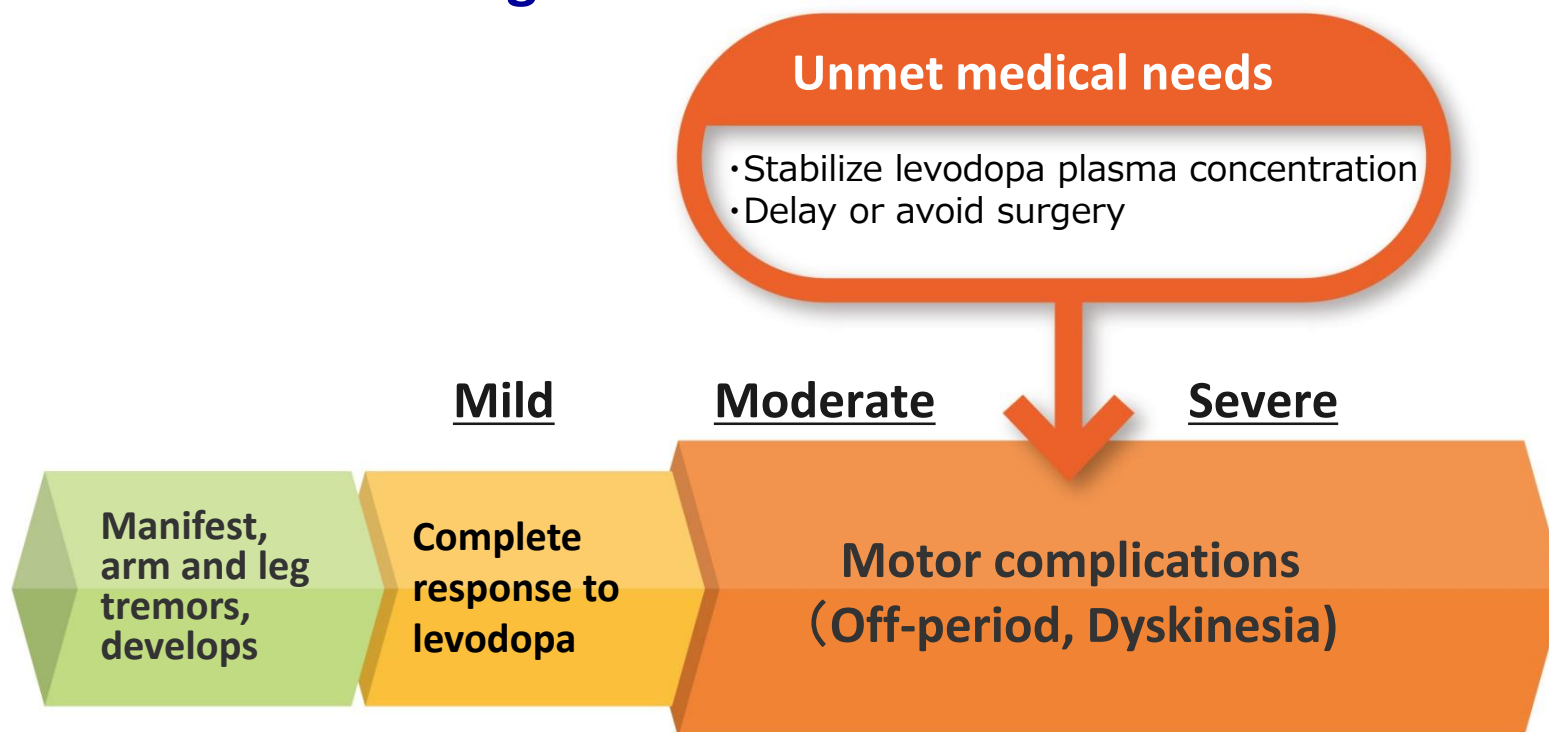 Unmet medical needs
・Stabilize levodopa plasma concentration
・Delay or avoid surgery
Mild
Moderate
Severe
Manifest,
arm and leg
tremors,
develops
Complete
response to
levodopa
Motor complications
（Off-period, Dyskinesia)